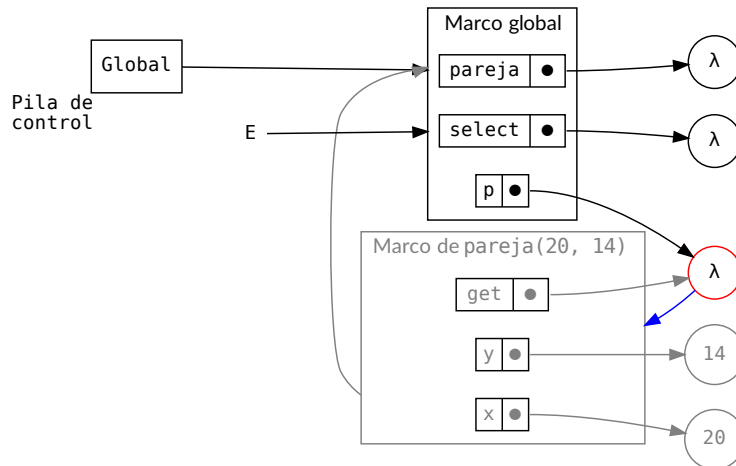 Marco global
Global
pareja
λ
Pila de
control
E
select
λ
p
Marco de pareja(20, 14)
λ
get
y
14
x
20